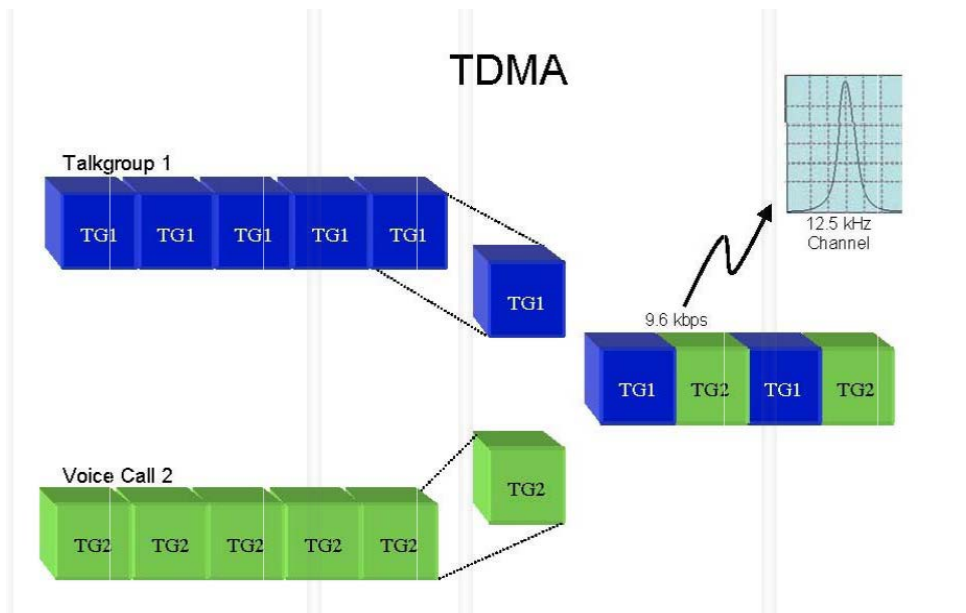 TDMA
Talkgroup 1
TG1 TG1 TG1 TG1 TG1
12.5 kHz
Channel
TG1
9.6 kbps
TG1 TG2 TG1 TG2
Voice Call 2
TG2
TG2 TG2 TG2 TG2 TG2